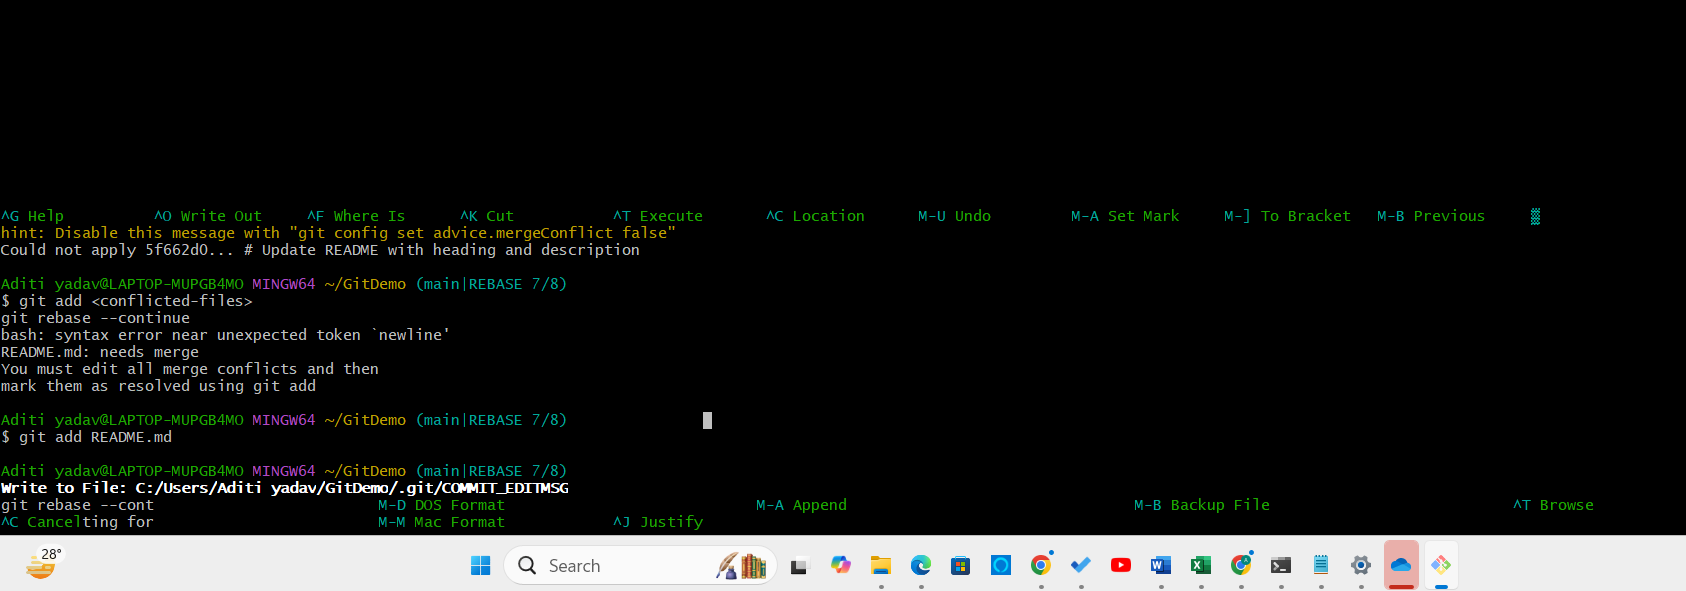 ^G Help ^O Write Out ^F Where Is ^K Cut ^T Execute ^C Location M-U Undo M-A Set Mark M-] To Bracket M-B Previous
hint: Disable this message with "git config set advice.mergeConflict false"
Could not apply 5f662d0... # Update README with heading and description
Aditi yadav@LAPTOP-MUPGB4MO MINGW64 ~/GitDemo (main|REBASE 7/8)
$ git add <conflicted-files>
git rebase --continue
bash: syntax error near unexpected token `newline'
README.md: needs merge
You must edit all merge conflicts and then
mark them as resolved using git add
Aditi yadav@LAPTOP-MUPGB4MO MINGW64 ~/GitDemo (main|REBASE 7/8)
$ git add README.md
Aditi yadav@LAPTOP-MUPGB4MO MINGW64 ~/GitDemo (main|REBASE 7/8)
Write to File: C:/Users/Aditi yadav/GitDemo/.git/COMMIT_EDITMSG
git rebase --cont M-D DOS Format M-A Append M-B Backup File ^T Browse
^C Cancelting for M-M Mac Format ^J Justify
28°
Search